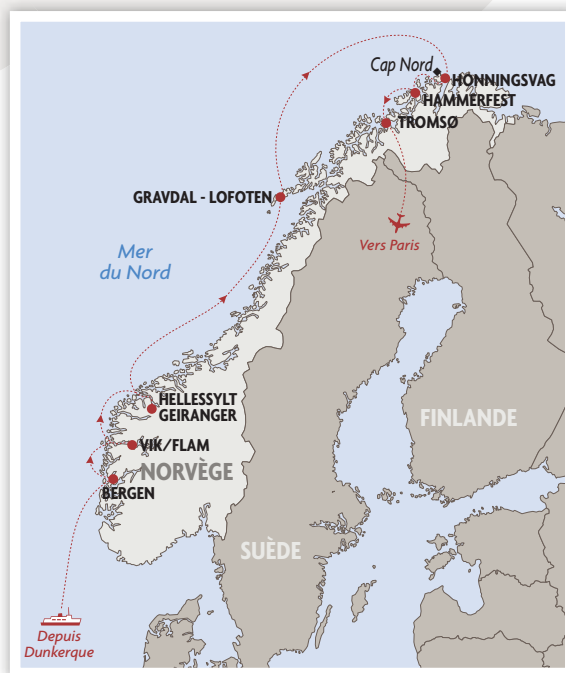 Cap Nord
HONNINGSVAG
HAMMERFEST
TROMSØ
GRAVDAL - LOFOTEN
Vers Paris
Mer
du Nord
HELLESSYLT
GEIRANGER
FINLANDE
VIK/FLAM
NORVÈGE
BERGEN
SUÈDE
Depuis
Dunkerque